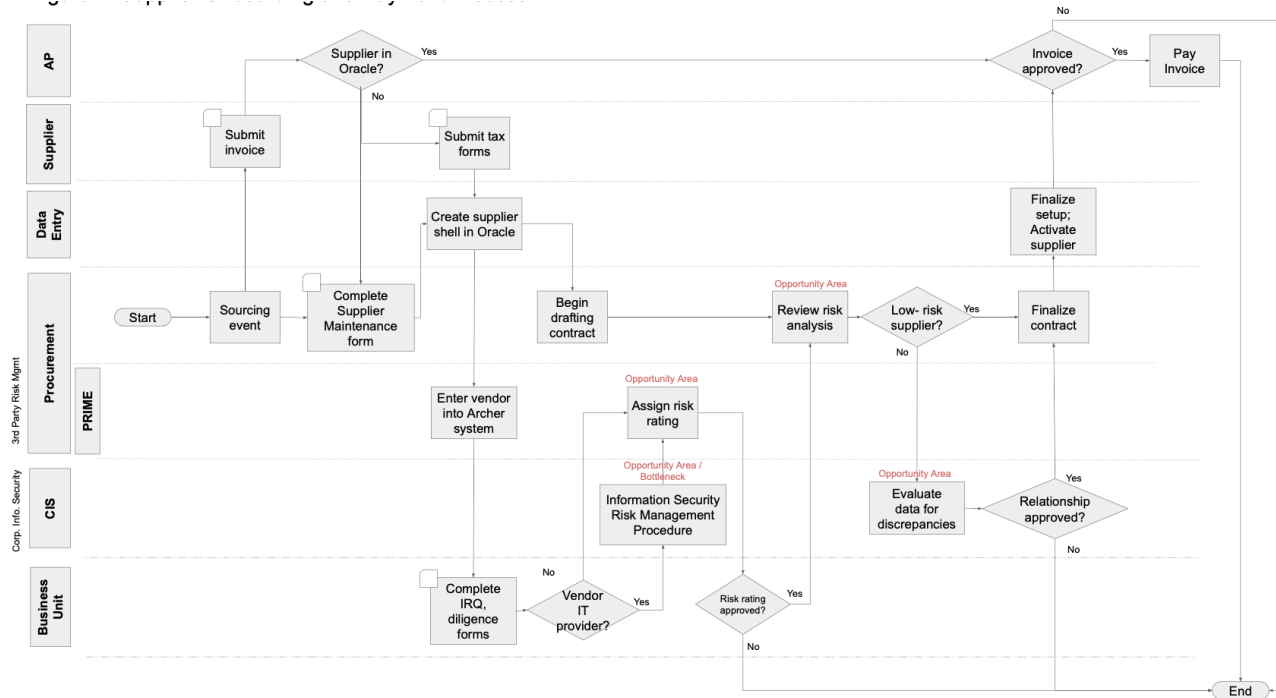 No
AP
Supplier in
Oracle?
Yes
No
Invoice
approved?
Yes
Pay
Invoice
Supplier
Submit
invoice
Submit tax
forms
Data
Entry
Create supplier
shell in Oracle
Finalize
setup;
Activate
supplier
3rd Party Risk Mgmt
Procurement
Start
Sourcing
event
Complete
Supplier
Maintenance
form
Begin
drafting
contract
Opportunity Area
Review risk
analysis
Low- risk
supplier?
Yes
No
Finalize
contract
PRIME
Enter vendor
into Archer
system
Opportunity Area
Assign risk
rating
Corp. Info. Security
CIS
Opportunity Area /
Bottleneck
Information Security
Risk Management
Procedure
Opportunity Area
Evaluate
data for
discrepancies
Relationship
approved?
Yes
No
Business
Unit
Complete
IRQ,
diligence
forms
Vendor
IT
provider?
No
Yes
Risk rating
approved?
Yes
No
End